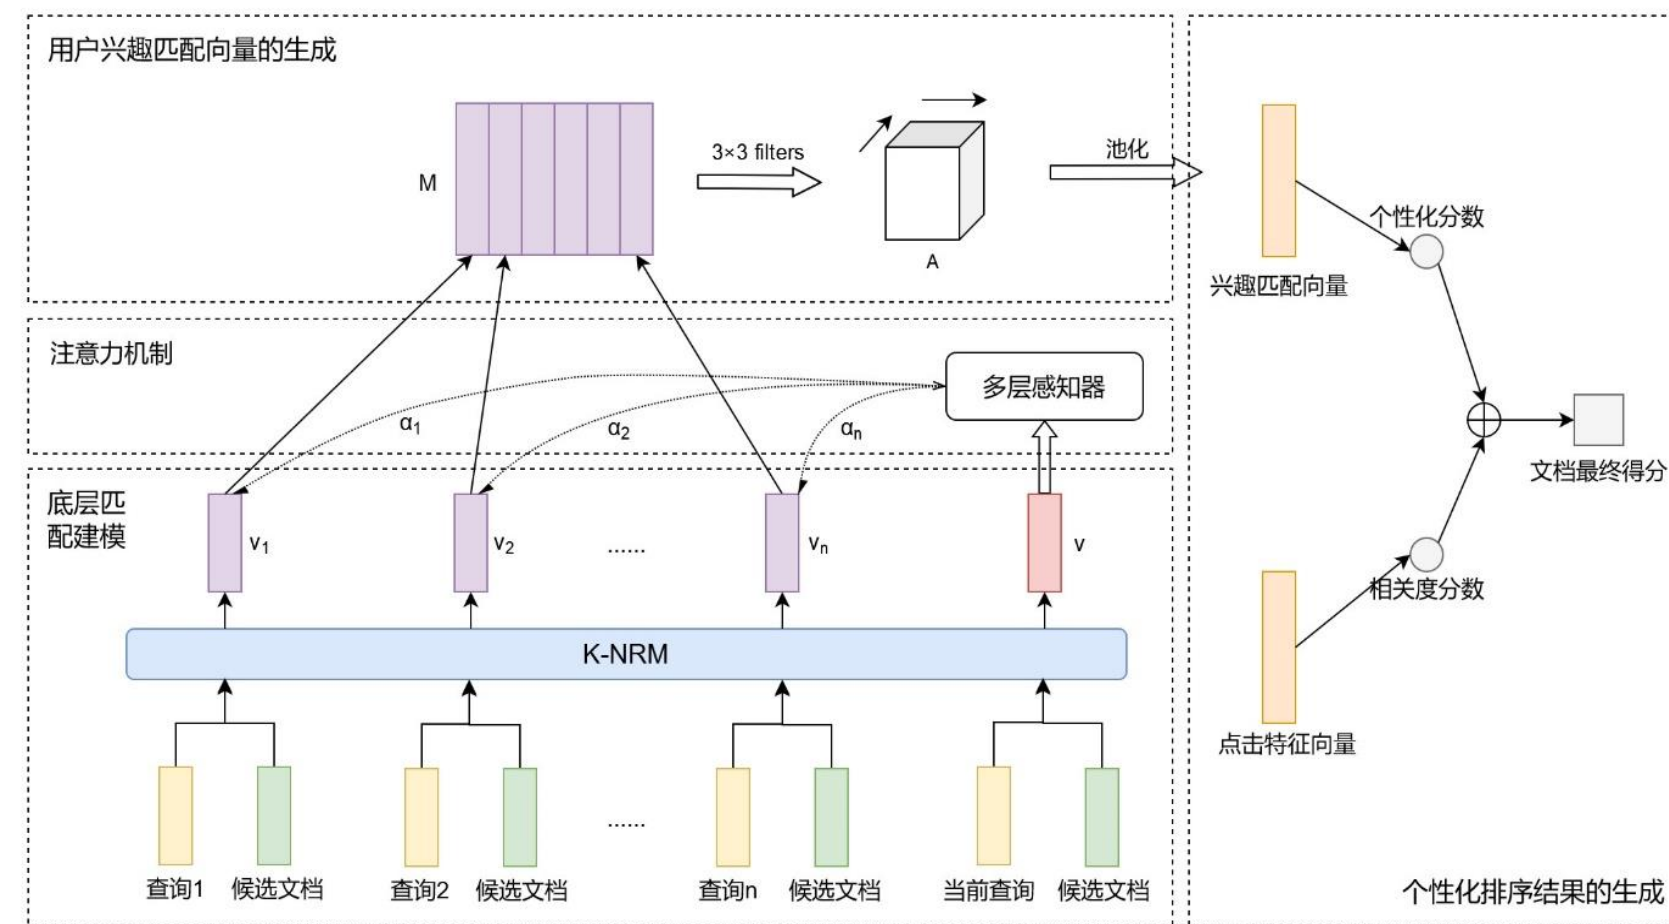 用户兴趣匹配向量的生成
M
3×3 filters
A
池化
兴趣匹配向量
个性化分数
文档最终得分
相关度分数
点击特征向量
个性化排序结果的生成
注意力机制
α1
α2
αn
多层感知器
底层匹
配建模
v1
v2
......
vn
v
K-NRM
......
查询1 候选文档 查询2 候选文档 查询n 候选文档 当前查询 候选文档